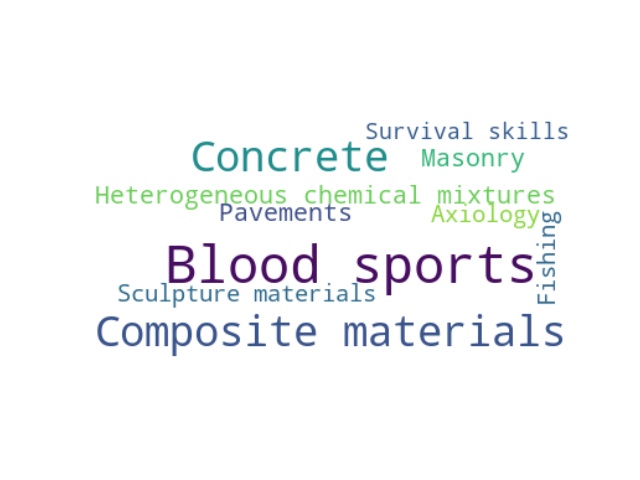 Survival skills
Concrete
Masonry
Heterogeneous chemical mixtures
Pavements
Axiology
Fishing
Blood sports
Sculpture materials
Composite materials